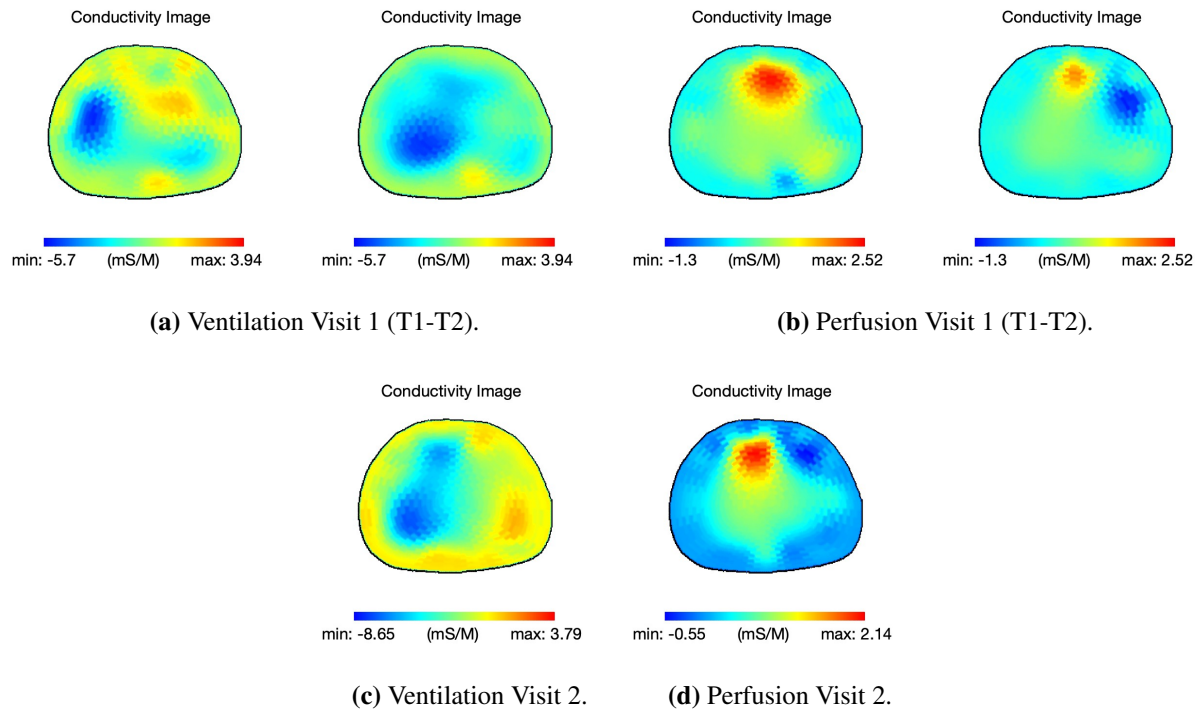 Conductivity Image
Conductivity Image
Conductivity Image
Conductivity Image
min: -5.7 (mS/M) max: 3.94
min: -5.7 (mS/M) max: 3.94
min: -1.3 (mS/M) max: 2.52
min: -1.3 (mS/M) max: 2.52
(a) Ventilation Visit 1 (T1-T2).
(b) Perfusion Visit 1 (T1-T2).
Conductivity Image
Conductivity Image
min: -8.65 (mS/M) max: 3.79
min: -0.55 (mS/M) max: 2.14
(c) Ventilation Visit 2.
(d) Perfusion Visit 2.